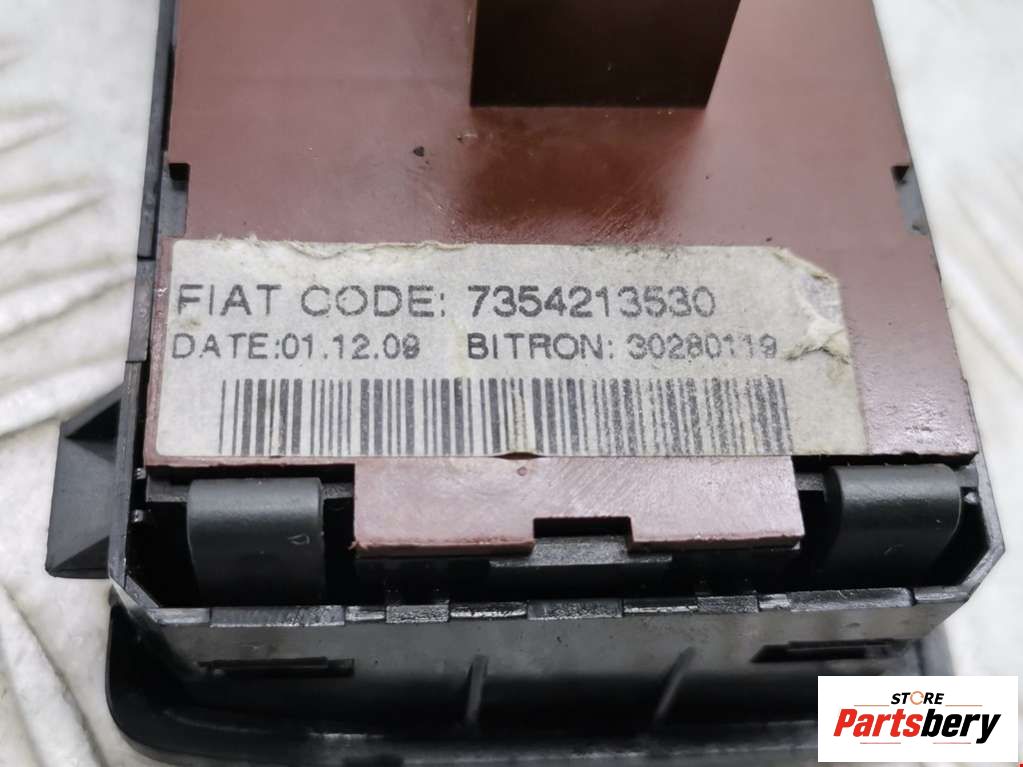 FIAT CODE: 7354213530
DATE:01.12.09 BITRON: 30280119
STORE
Partsbery